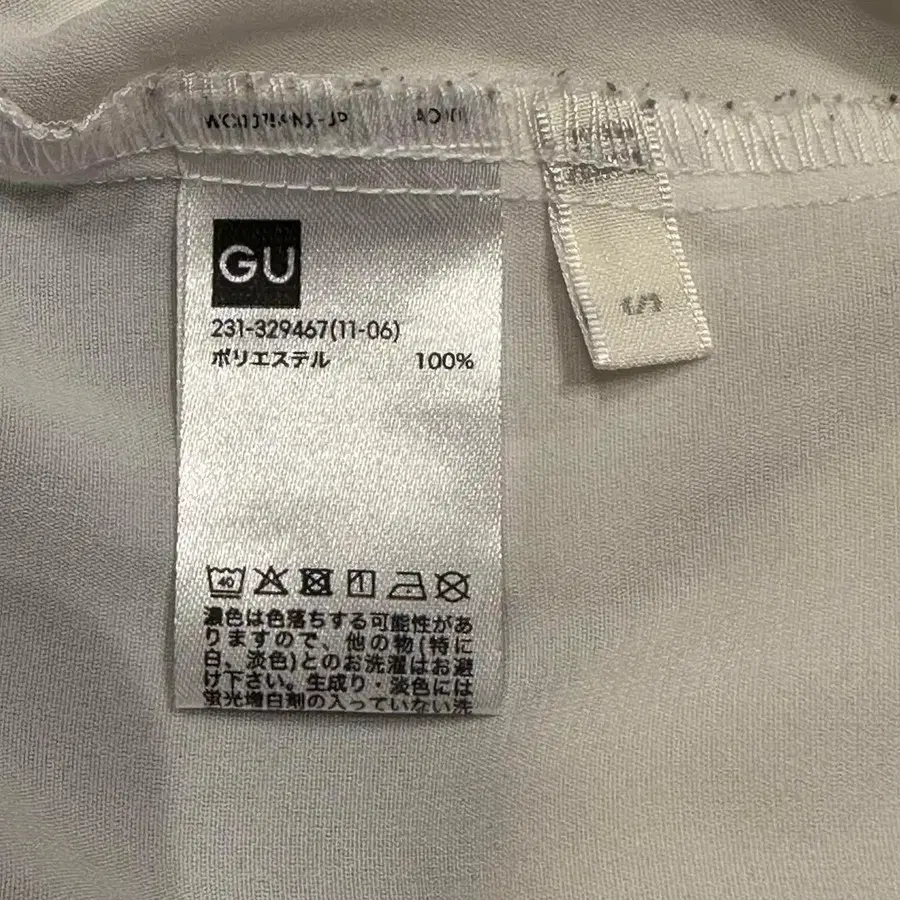 GU
231-329467(11-06)
ポリエステル 100%
40
濃色は色落ちする可能性があ
りますので、他の物(特に
白、淡色)とのお洗濯はお避
け下さい。生成り・淡色には
蛍光増白剤の入っていない洗
S